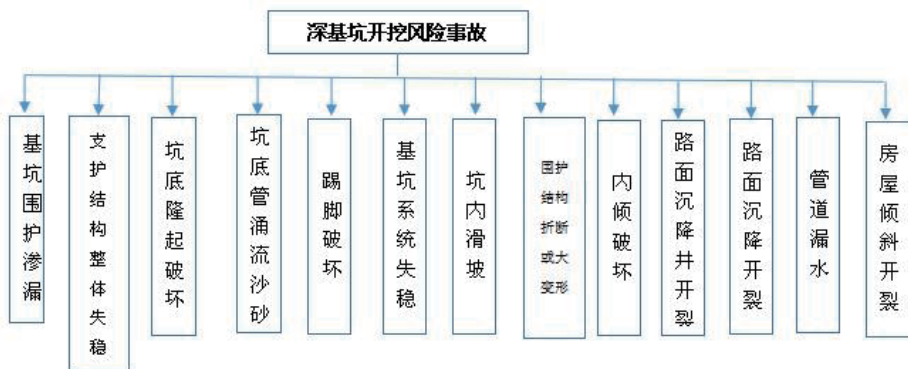 深基坑开挖风险事故
基坑围护渗漏
支护结构整体失稳
坑底隆起破坏
坑底管涌流沙砂
踢脚破坏
基坑系统失稳
坑内滑坡
围护
结构
折断
或大
变形
内倾破坏
路面沉降井开裂
路面沉降开裂
管道漏水
房屋倾斜开裂